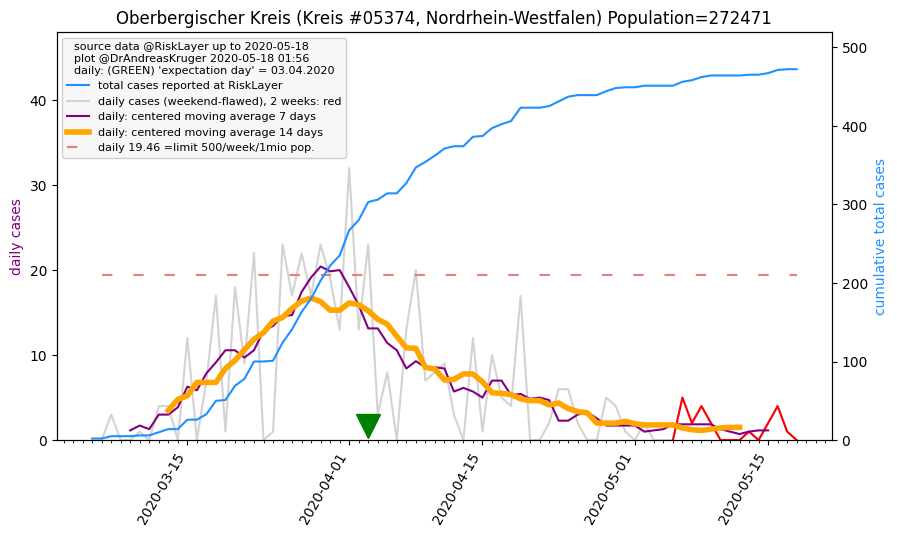 Oberbergischer Kreis (Kreis #05374, Nordrhein-Westfalen) Population=272471
source data @RiskLayer up to 2020-05-18
plot @DrAndreasKruger 2020-05-18 01:56
daily: (GREEN) 'expectation day' = 03.04.2020
total cases reported at RiskLayer
daily cases (weekend-flawed), 2 weeks: red
daily: centered moving average 7 days
daily: centered moving average 14 days
daily 19.46 =limit 500/week/1mio pop.
daily cases
40
30
20
10
0
500
400
300
200
100
0
cumulative total cases
2020-03-15
2020-04-01
2020-04-15
2020-05-01
2020-05-15